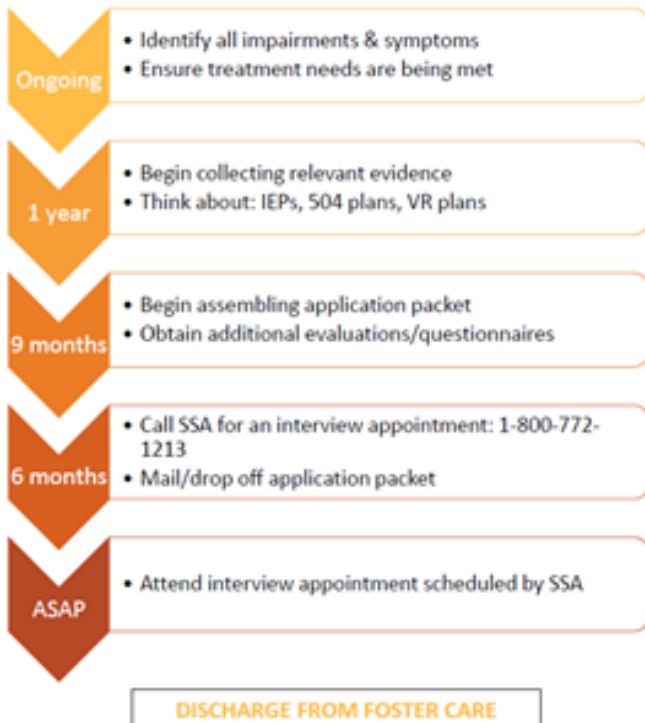 Ongoing
• Identify all impairments & symptoms
• Ensure treatment needs are being met
1 year
• Begin collecting relevant evidence
• Think about: IEPs, 504 plans, VR plans
9 months
• Begin assembling application packet
• Obtain additional evaluations/questionnaires
6 months
• Call SSA for an interview appointment: 1-800-772-
1213
• Mail/drop off application packet
ASAP
• Attend interview appointment scheduled by SSA
DISCHARGE FROM FOSTER CARE